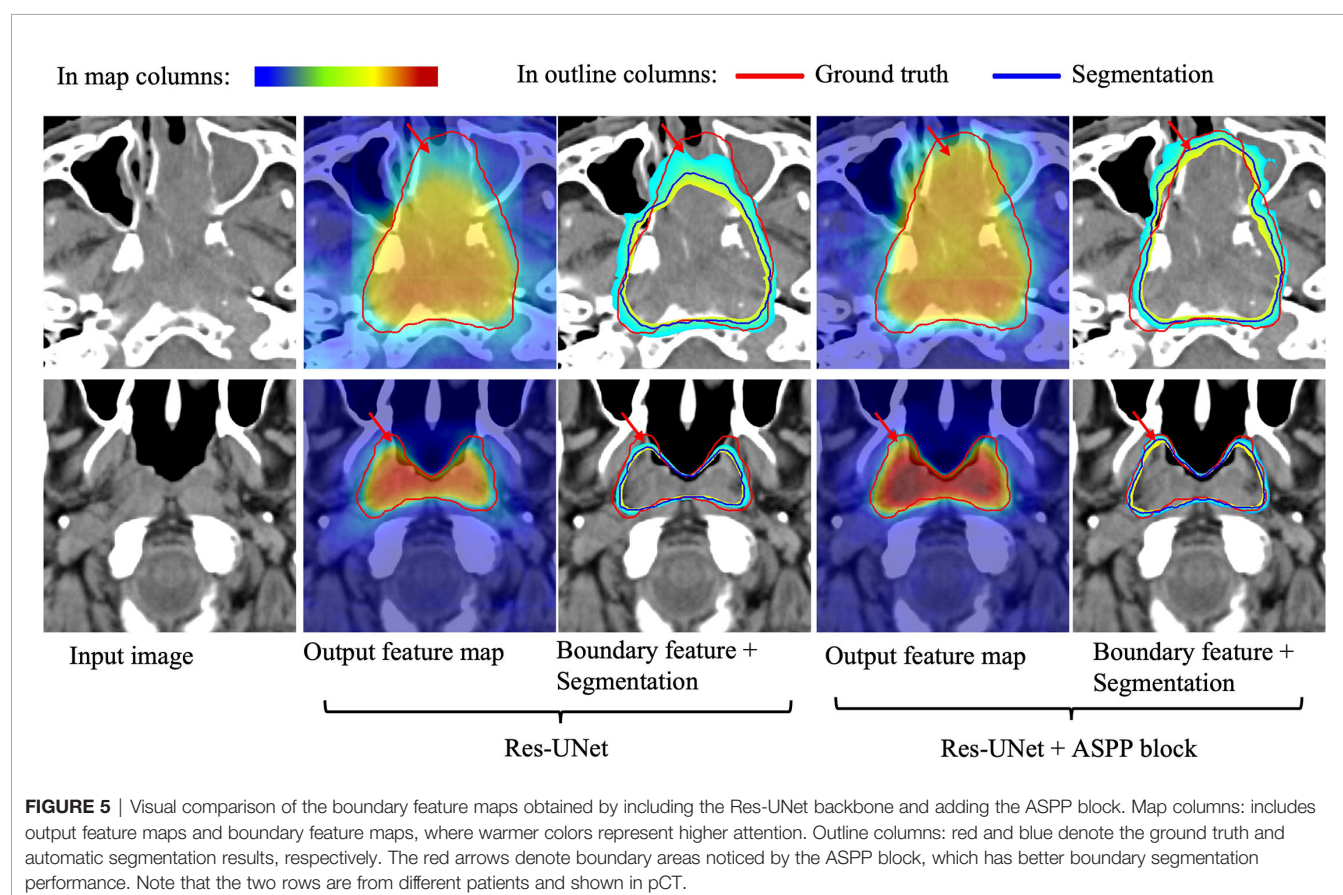 In map columns:
In outline columns:
Ground truth
Segmentation
Input image
Output feature map
Boundary feature +
Segmentation
Output feature map
Boundary feature +
Segmentation
Res-UNet
Res-UNet + ASPP block
FIGURE 5 | Visual comparison of the boundary feature maps obtained by including the Res-UNet backbone and adding the ASPP block. Map columns: includes
output feature maps and boundary feature maps, where warmer colors represent higher attention. Outline columns: red and blue denote the ground truth and
automatic segmentation results, respectively. The red arrows denote boundary areas noticed by the ASPP block, which has better boundary segmentation
performance. Note that the two rows are from different patients and shown in pCT.